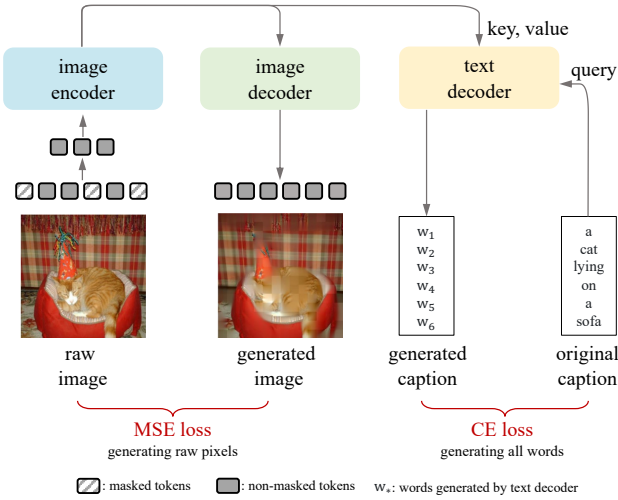 key, value
image
encoder
image
decoder
text
decoder
query
w1
w2
w3
w4
w5
w6
a
cat
lying
on
a
sofa
raw
image
generated
image
generated
caption
original
caption
MSE loss
generating raw pixels
CE loss
generating all words
: masked tokens
: non-masked tokens
w*: words generated by text decoder